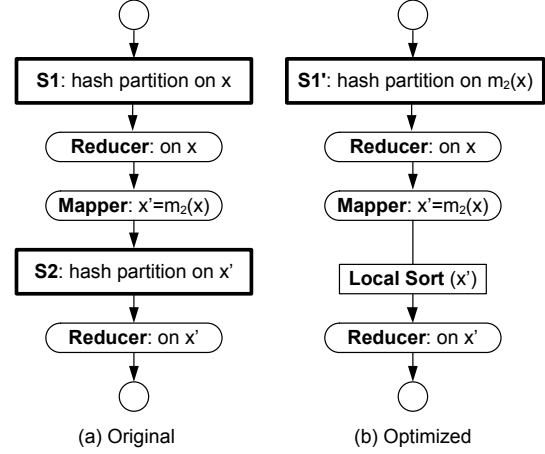 S1: hash partition on x
Reducer: on x
Mapper: x'=m₂(x)
S2: hash partition on x'
Reducer: on x'
(a) Original
S1': hash partition on m₂(x)
Reducer: on x
Mapper: x'=m₂(x)
Local Sort (x')
Reducer: on x'
(b) Optimized